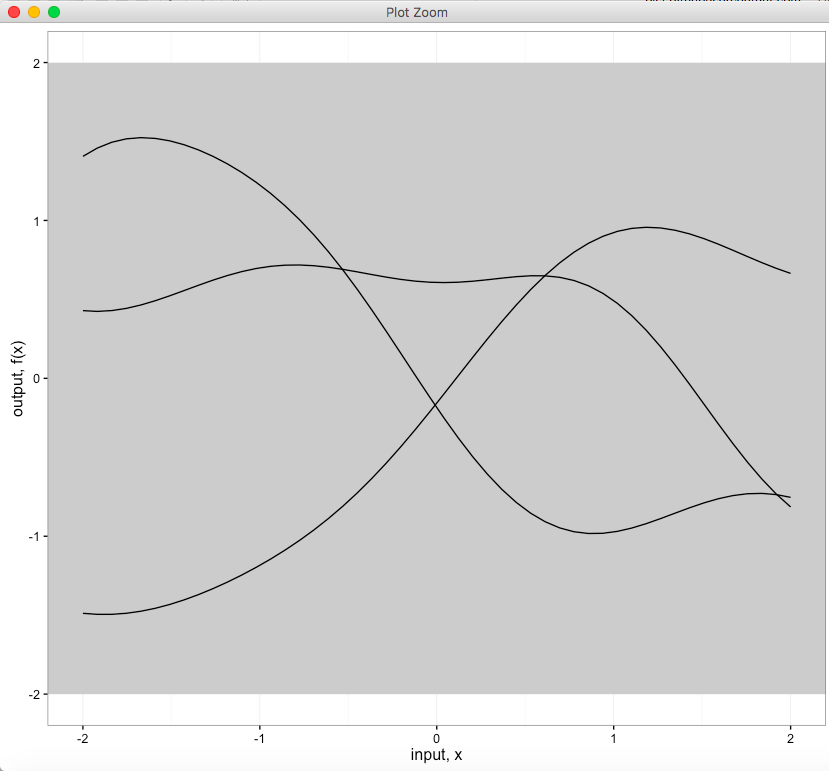 Plot Zoom
2
1
0
-1
-2
output, f(x)
-2 -1 0 1 2
input, x